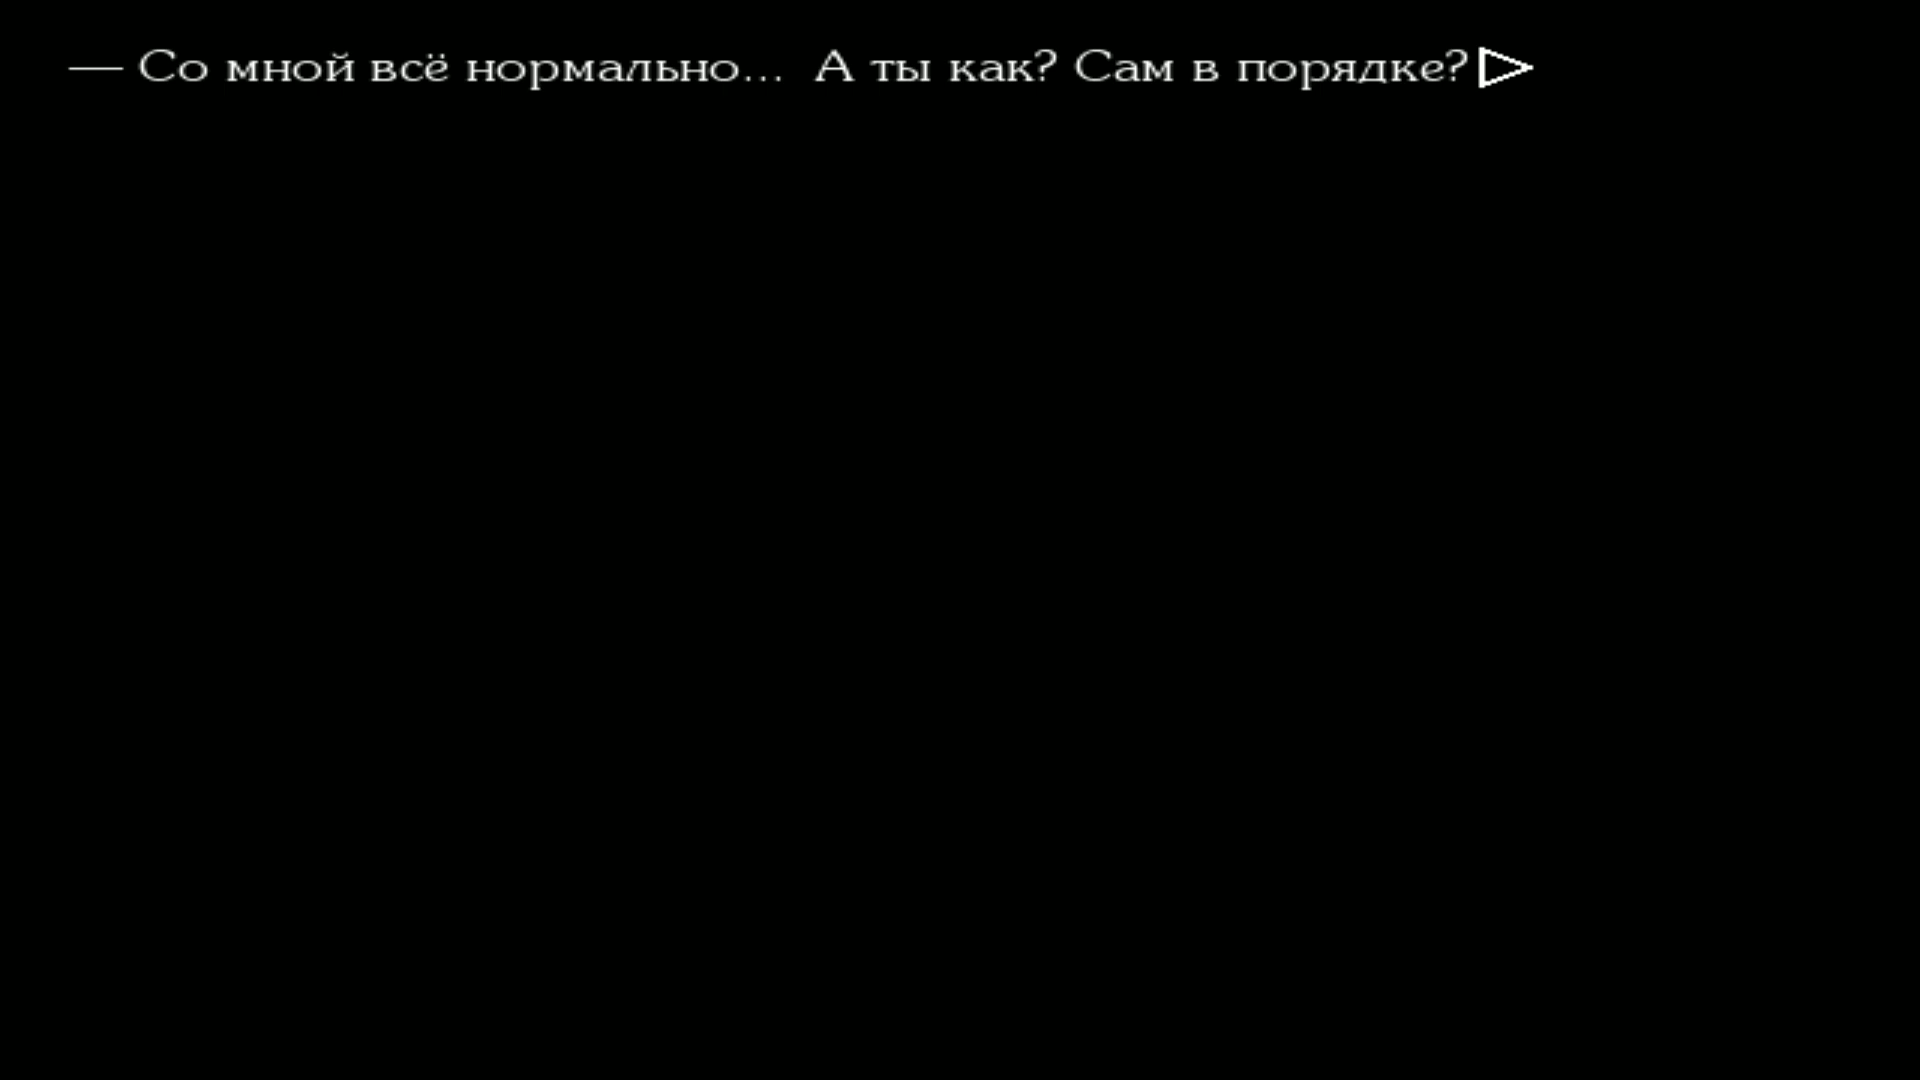 — Со мной всё нормально... А ты как? Сам в порядке?